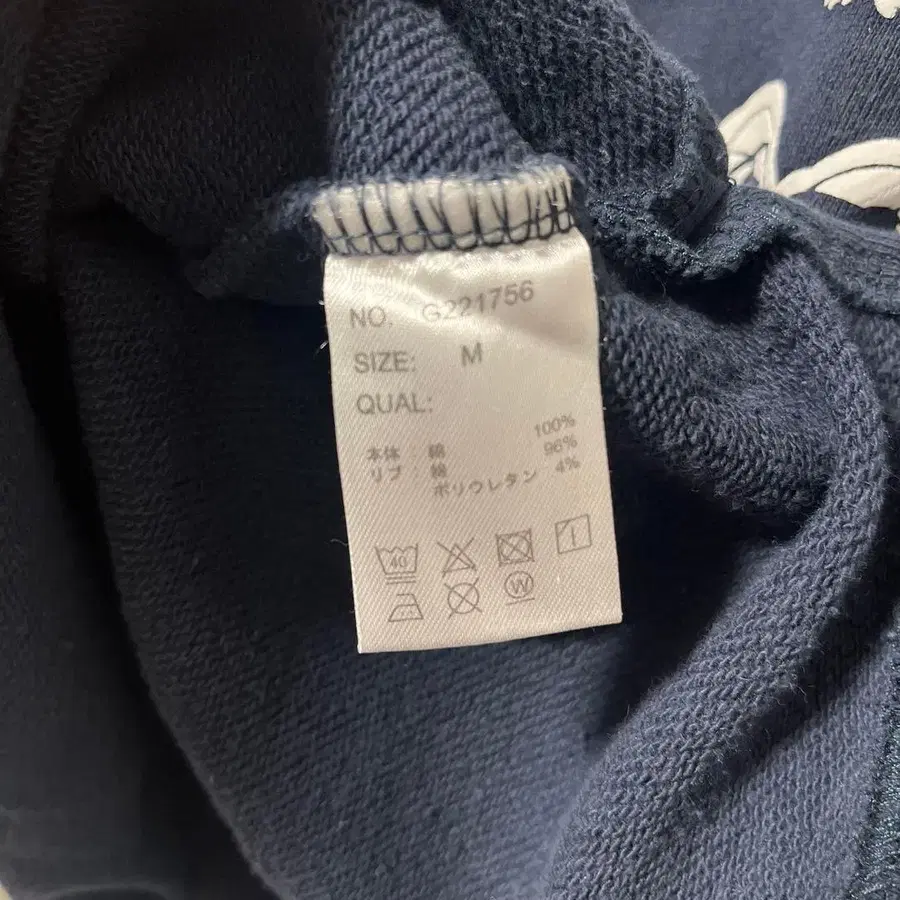 NO. G221756
SIZE: M
QUAL:
本体 : 綿 100%
リブ : 綿 96%
ポリウレタン 4%
40
W